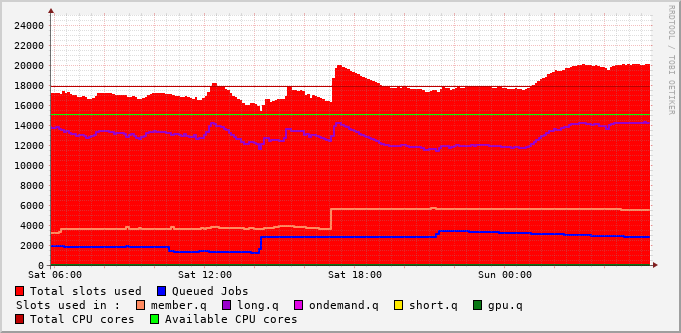 24000
22000
20000
18000
16000
14000
12000
10000
8000
6000
4000
2000
0
Sat 06:00 Sat 12:00 Sat 18:00 Sun 00:00
RRDTOOL / TOBI OETIKER
Total slots used Queued Jobs
Slots used in : member.q long.q ondemand.q short.q gpu.q
Total CPU cores Available CPU cores